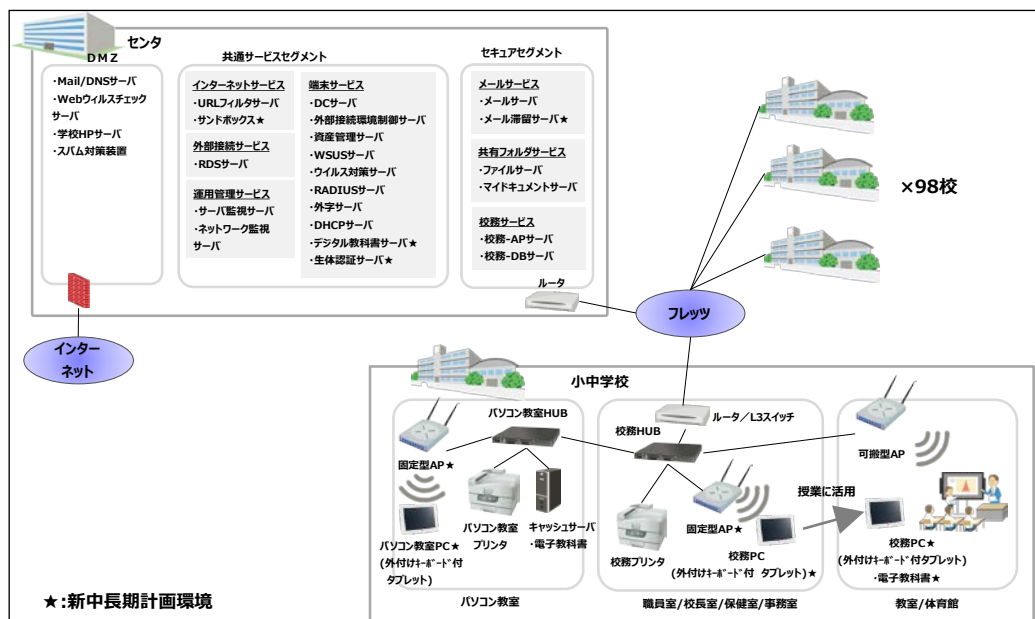 センタ
DMZ
・Mail/DNSサーバ
・Webウィルスチェック
サーバ
・学校HPサーバ
・スパム対策装置
共通サービスセグメント
インターネットサービス
・URLフィルタサーバ
・サンドボックス★
外部接続サービス
・RDSサーバ
運用管理サービス
・サーバ監視サーバ
・ネットワーク監視
サーバ
端末サービス
・DCサーバ
・外部接続環境制御サーバ
・資産管理サーバ
・WSUSサーバ
・ウイルス対策サーバ
・RADIUSサーバ
・外字サーバ
・DHCPサーバ
・デジタル教科書サーバ★
・生体認証サーバ★
セキュアセグメント
メールサービス
・メールサーバ
・メール滞留サーバ★
共有フォルダサービス
・ファイルサーバ
・マイドキュメントサーバ
校務サービス
・校務-APサーバ
・校務-DBサーバ
ルータ
×98校
フレッツ
インター
ネット
小中学校
パソコン教室HUB
固定型AP★
パソコン教室PC★
(外付けキーボード付
タブレット)
パソコン教室
プリンタ
キャッシュサーバ
・電子教科書
パソコン教室
ルータ/L3スイッチ
校務HUB
校務プリンタ
固定型AP★
校務PC
(外付けキーボード付 タブレット)★
職員室/校長室/保健室/事務室
可搬型AP
授業に活用
校務PC★
(外付けキーボード付タブレット)
・電子教科書★
教室/体育館
★:新中長期計画環境